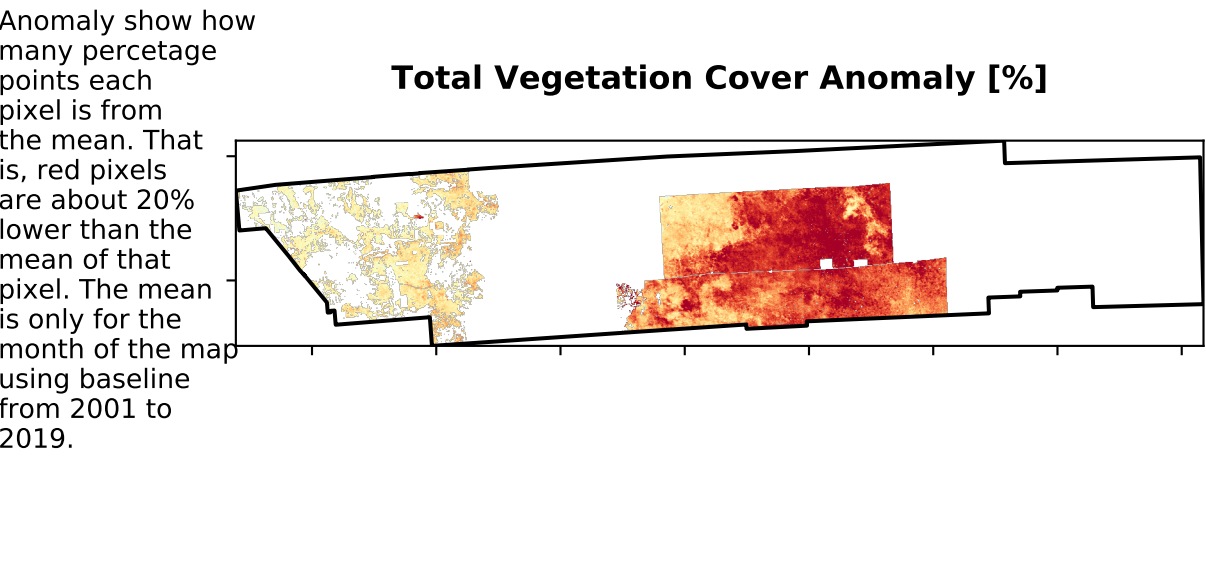 Anomaly show how
many percetage
points each
pixel is from
the mean. That
is, red pixels
are about 20%
lower than the
mean of that
pixel. The mean
is only for the
month of the map
using baseline
from 2001 to
2019.
Total Vegetation Cover Anomaly [%]